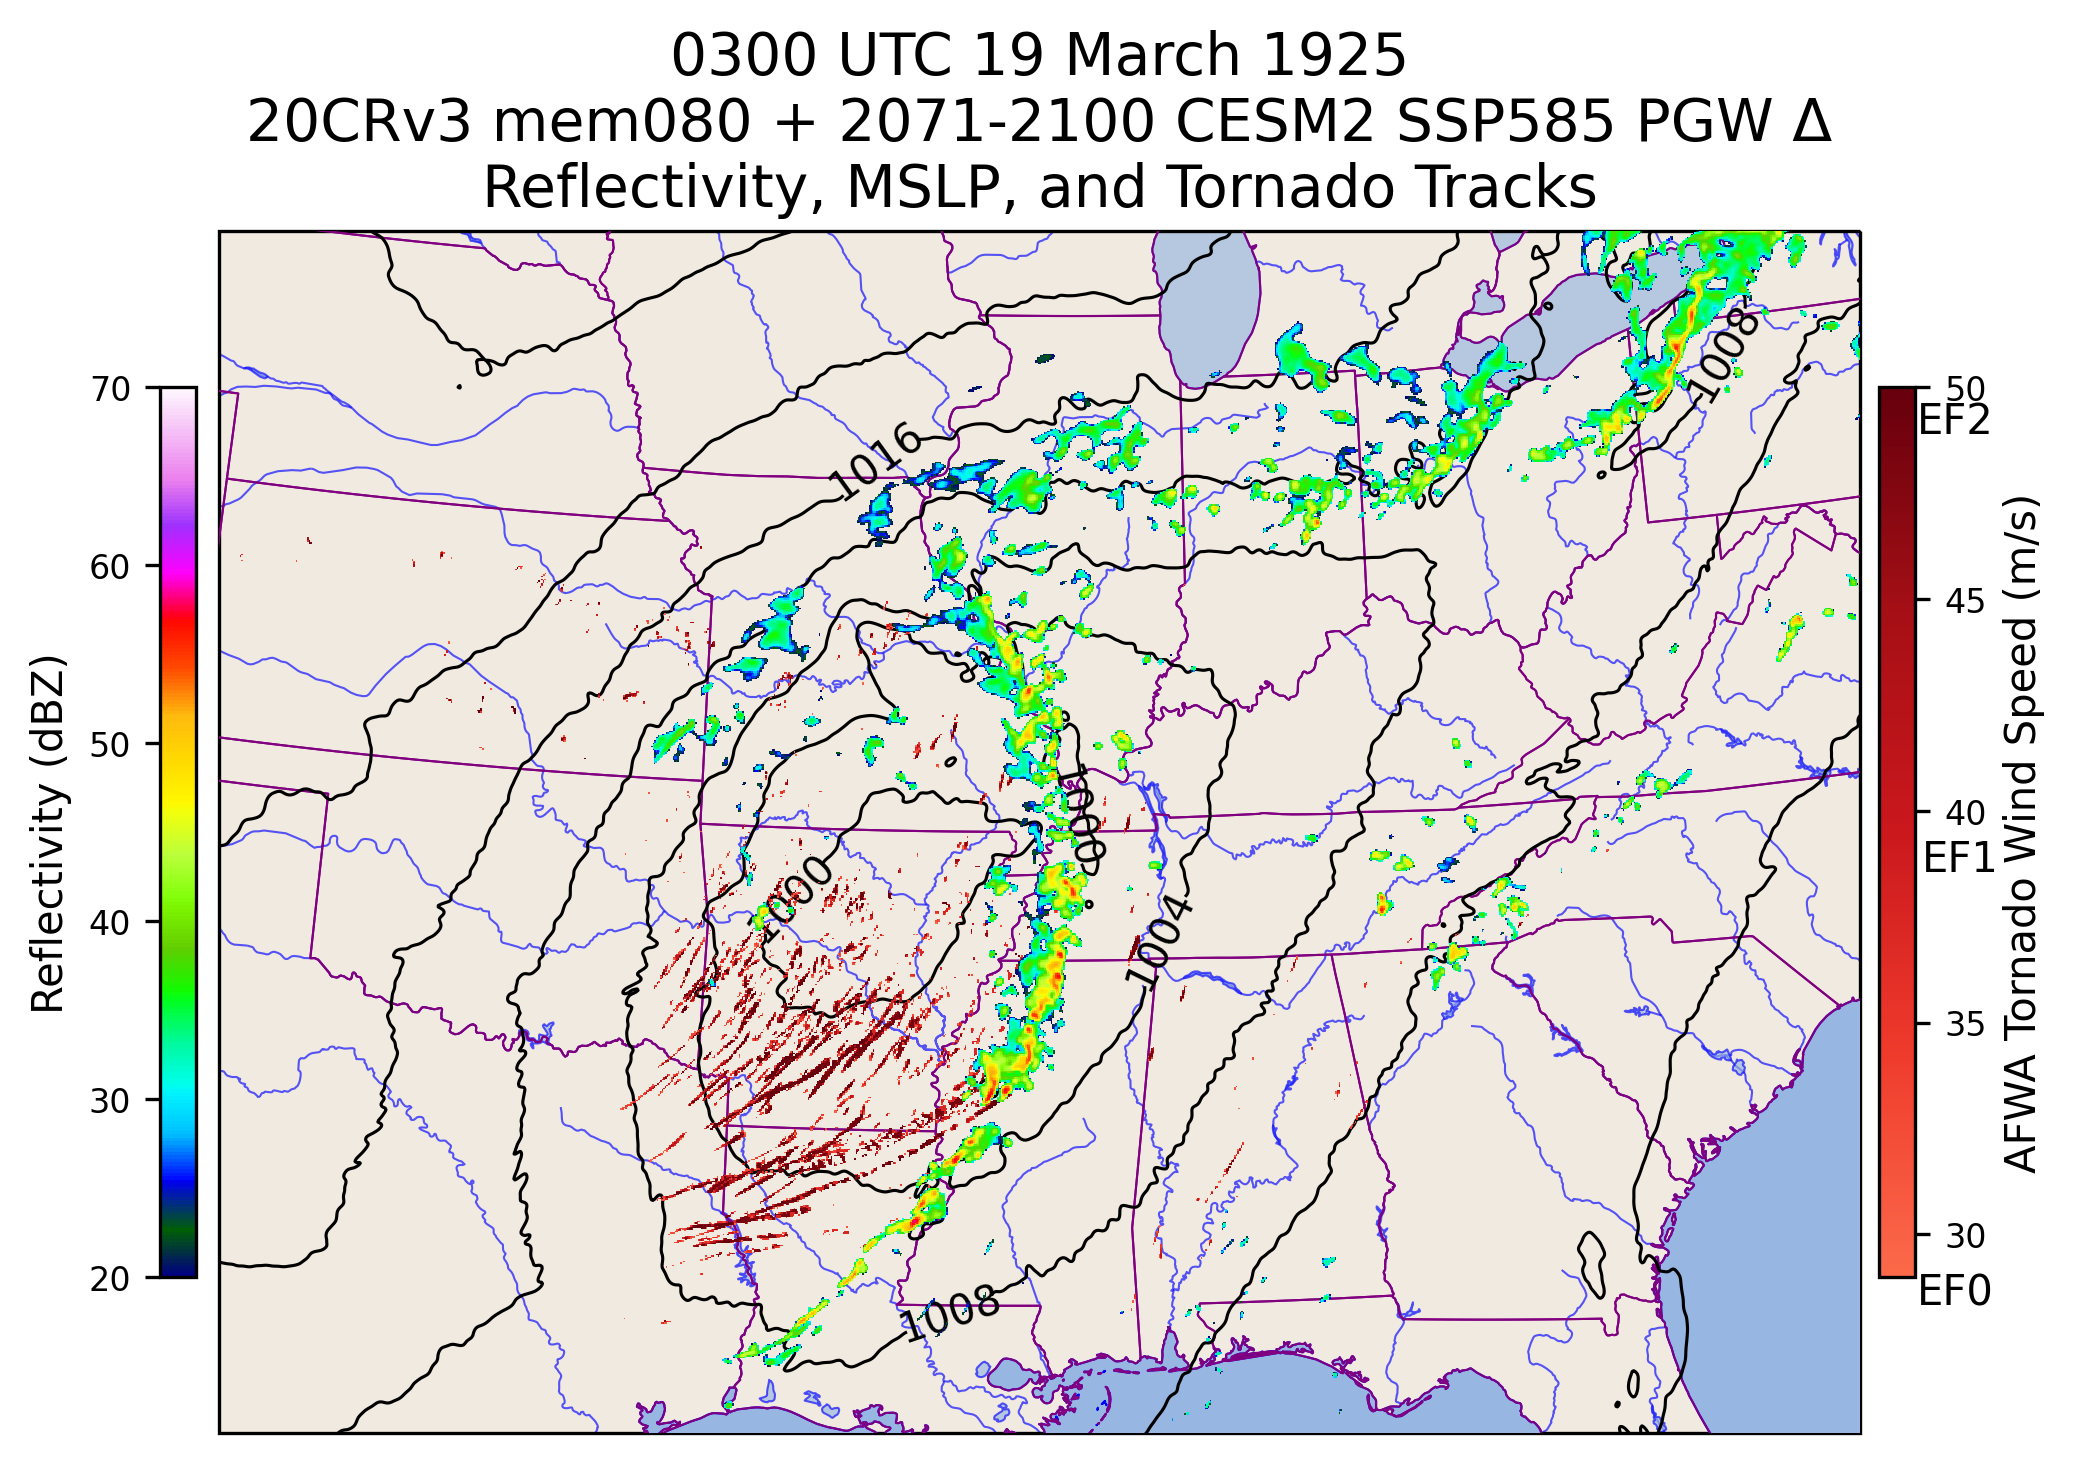 0300 UTC 19 March 1925
20CRv3 mem080 + 2071-2100 CESM2 SSP585 PGW Δ
Reflectivity, MSLP, and Tornado Tracks
70
60
50
40
30
20
Reflectivity (dBZ)
1016
1008
1000
1004
1008
50
EF2
45
40
EF1
35
30
EF0
AFWA Tornado Wind Speed (m/s)